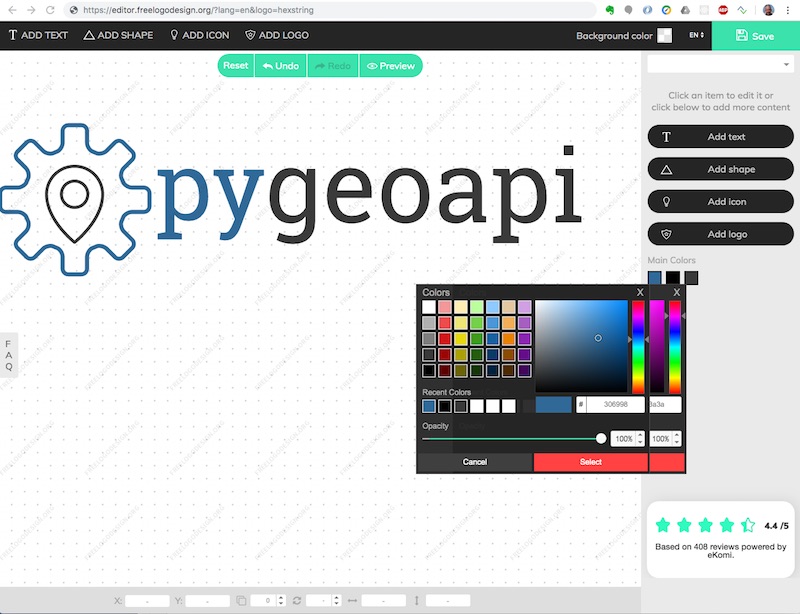 https://editor.freelogodesign.org/?lang=en&logo=hexstring
ADD TEXT ADD SHAPE ADD ICON ADD LOGO Background color EN Save
Reset Undo Redo Preview
Click an item to edit it or
click below to add more content
Add text
Add shape
Add icon
Add logo
Main Colors
pygeoapi
Colors X X
Recent Colors
# 306998 3a3a
Opacity
100% 100%
Cancel Select
F
A
Q
4.4 /5
Based on 408 reviews powered by
eKomi.
X: - Y: - 0 - - -